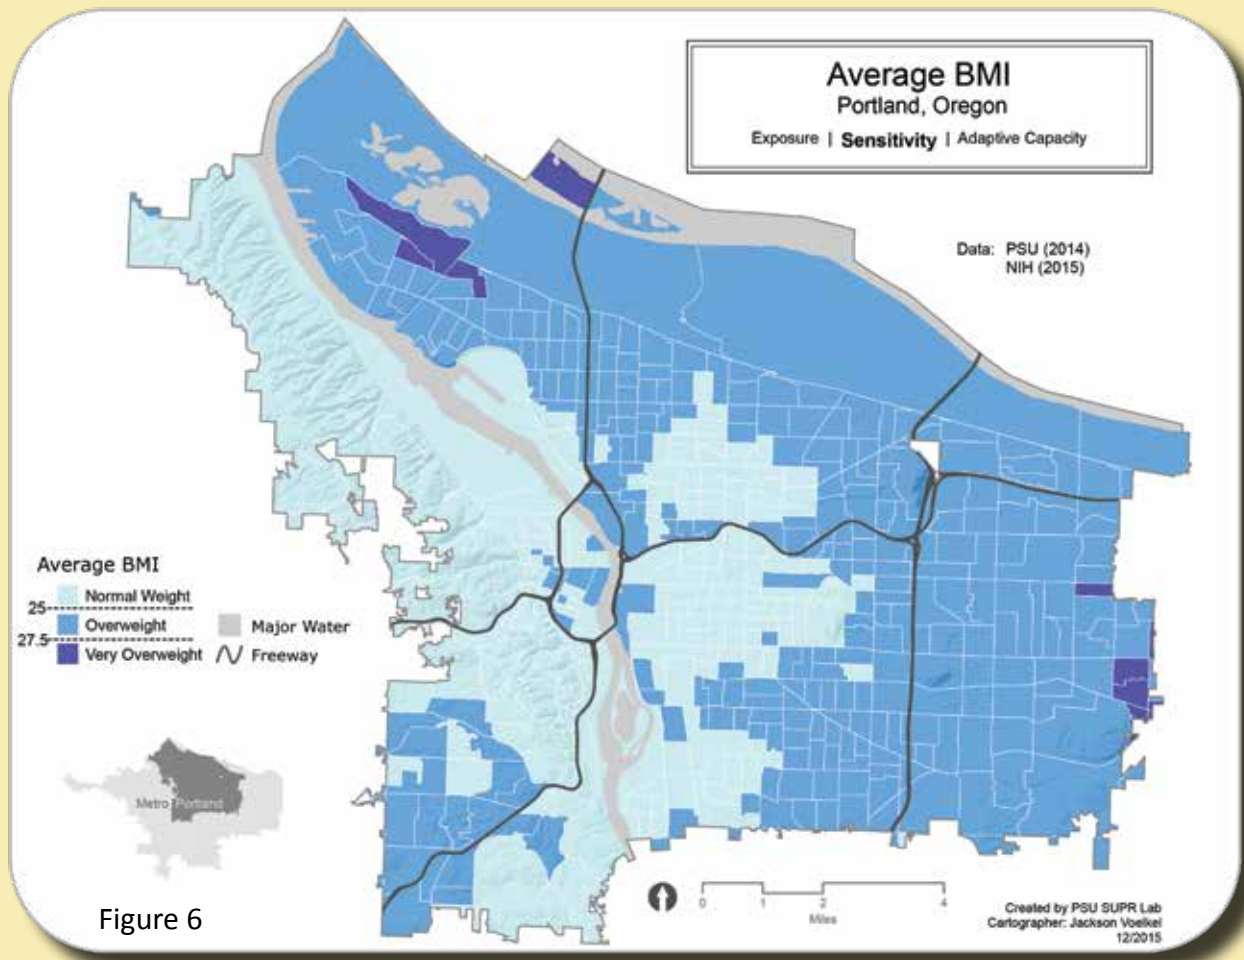 Average BMI
Portland, Oregon
Exposure | Sensitivity | Adaptive Capacity
Data: PSU (2014)
NIH (2015)
Average BMI
Normal Weight
25
Overweight
27.5
Very Overweight
Major Water
Freeway
Metro Portland
0 1 2 4
Miles
Created by PSU SUPR Lab
Cartographer: Jackson Voelkel
12/2015
Figure 6